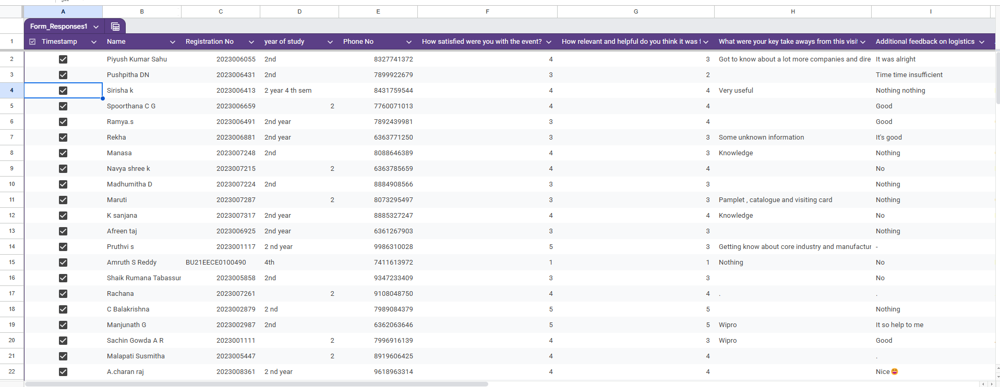 A B C D E F G H I
Form_Responses1
1 Timestamp Name Registration No year of study Phone No How satisfied were you with the event? How relevant and helpful do you think it was What were your key take aways from this visit Additional feedback on logistics
2 Piyush Kumar Sahu 2023006055 2nd 8327741372 4 3 Got to know about a lot more companies and dire It was alright
3 Pushpitha DN 2023006431 2nd 7899922679 3 2 Time time insufficient
4 Sirisha k 2023006413 2 year 4 th sem 8431759544 4 4 Very useful Nothing nothing
5 Spoorthana C G 2023006659 2 7760071013 4 4 Good
6 Ramya.s 2023006491 2nd year 7892439981 3 4 Good
7 Rekha 2023006881 2nd year 6363771250 3 3 Some unknown information It's good
8 Manasa 2023007248 2nd 8088646389 4 3 Knowledge Nothing
9 Navya shree k 2023007215 2 6363785659 4 4 No
10 Madhumitha D 2023007224 2nd 8884908566 3 3 Nothing
11 Maruti 2023007287 2 8073295497 3 3 Pamplet , catalogue and visiting card Nothing
12 K sanjana 2023007317 2nd year 8885327247 4 4 Knowledge No
13 Afreen taj 2023006925 2nd year 6361267903 3 3 Nothing
14 Pruthvi s 2023001117 2 nd year 9986310028 5 3 Getting know about core industry and manufactur -
15 Amruth S Reddy BU21EECE0100490 4th 7411613972 1 1 Nothing No
16 Shaik Rumana Tabassur 2023005858 2nd 9347233409 3 3 No
17 Rachana 2023007261 2 9108048750 4 4 . .
18 C Balakrishna 2023002879 2 nd 7989084379 5 5 Nothing
19 Manjunath G 2023002987 2nd 6362063646 5 5 Wipro It so help to me
20 Sachin Gowda A R 2023001111 2 7996916139 4 3 Wipro Good
21 Malapati Susmitha 2023005447 2 8919606425 4 4 .
22 A.charan raj 2023008361 2 nd year 9618963314 4 4 Nice😄